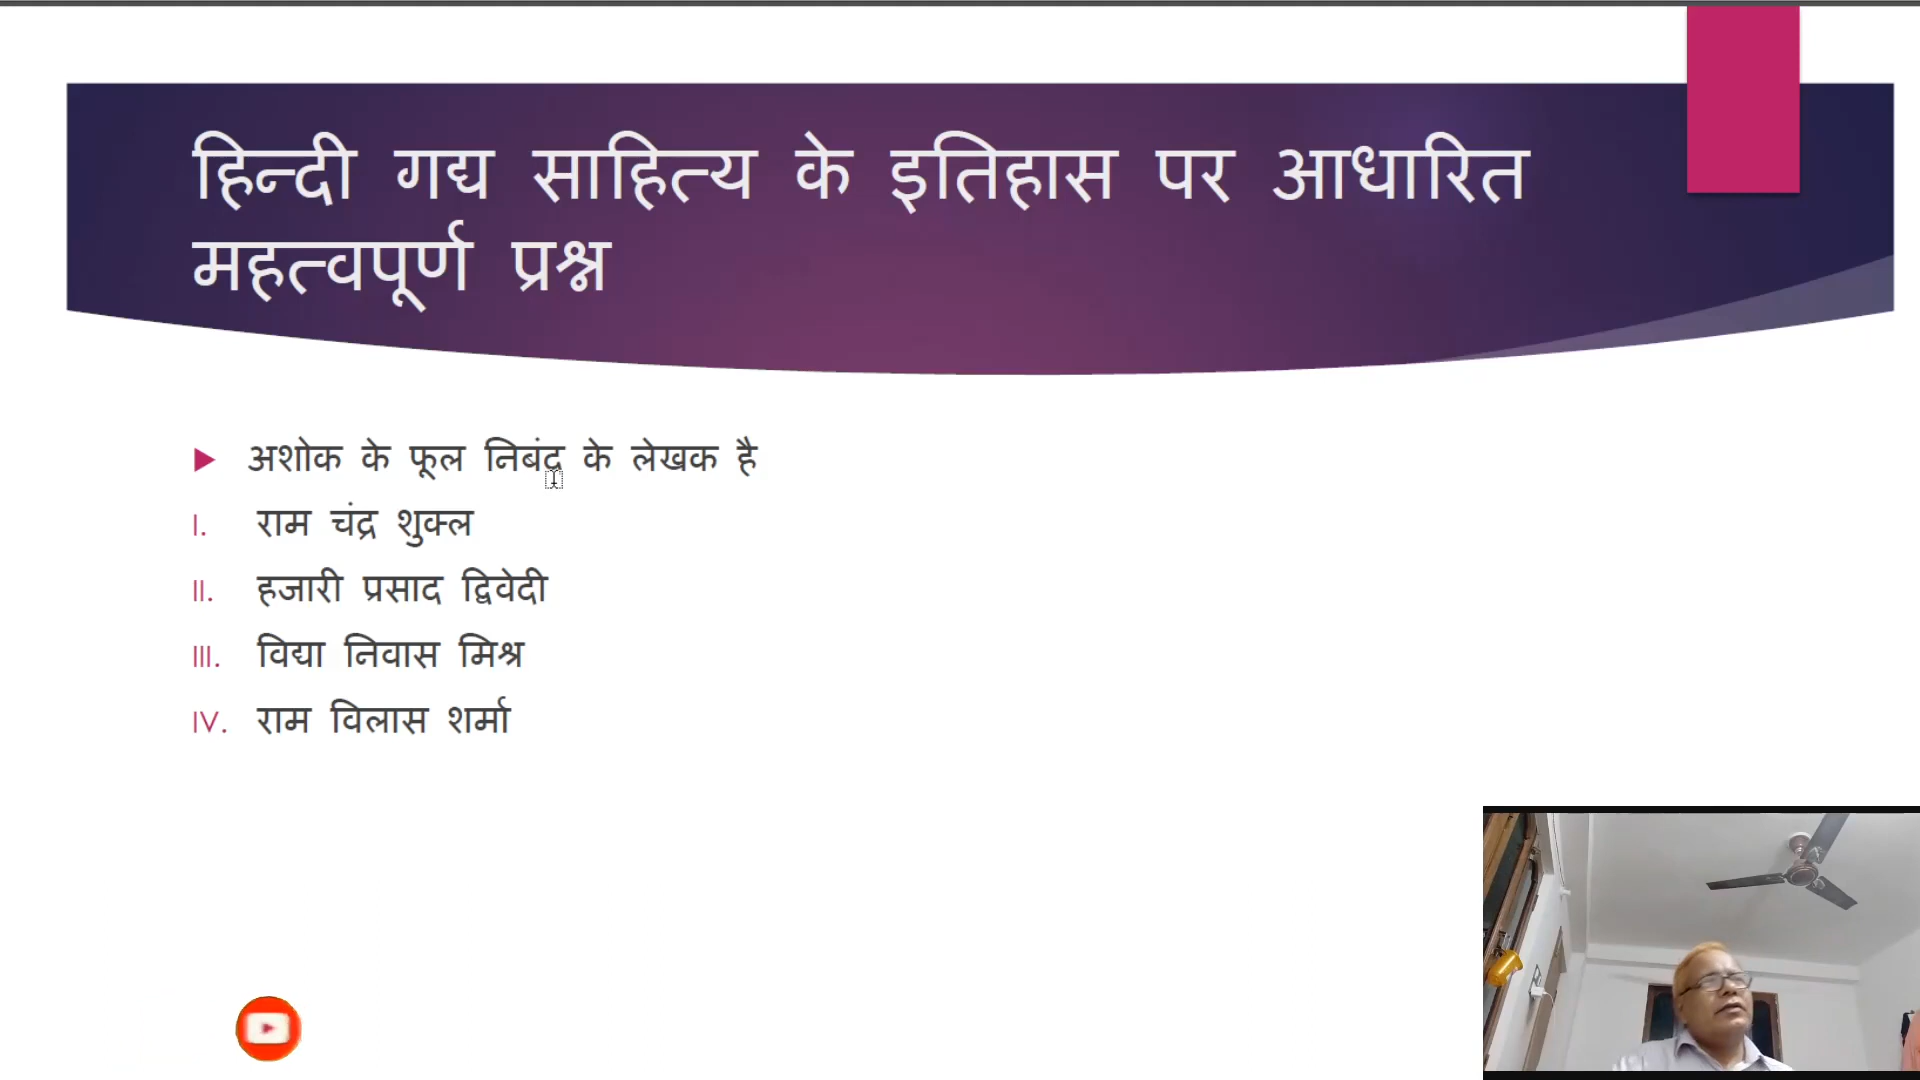 हिन्दी गद्य साहित्य के इतिहास पर आधारित
महत्वपूर्ण प्रश्न
▶ अशोक के फूल निबंद के लेखक है
I. राम चंद्र शुक्ल
II. हजारी प्रसाद द्विवेदी
III. विद्या निवास मिश्र
IV. राम विलास शर्मा